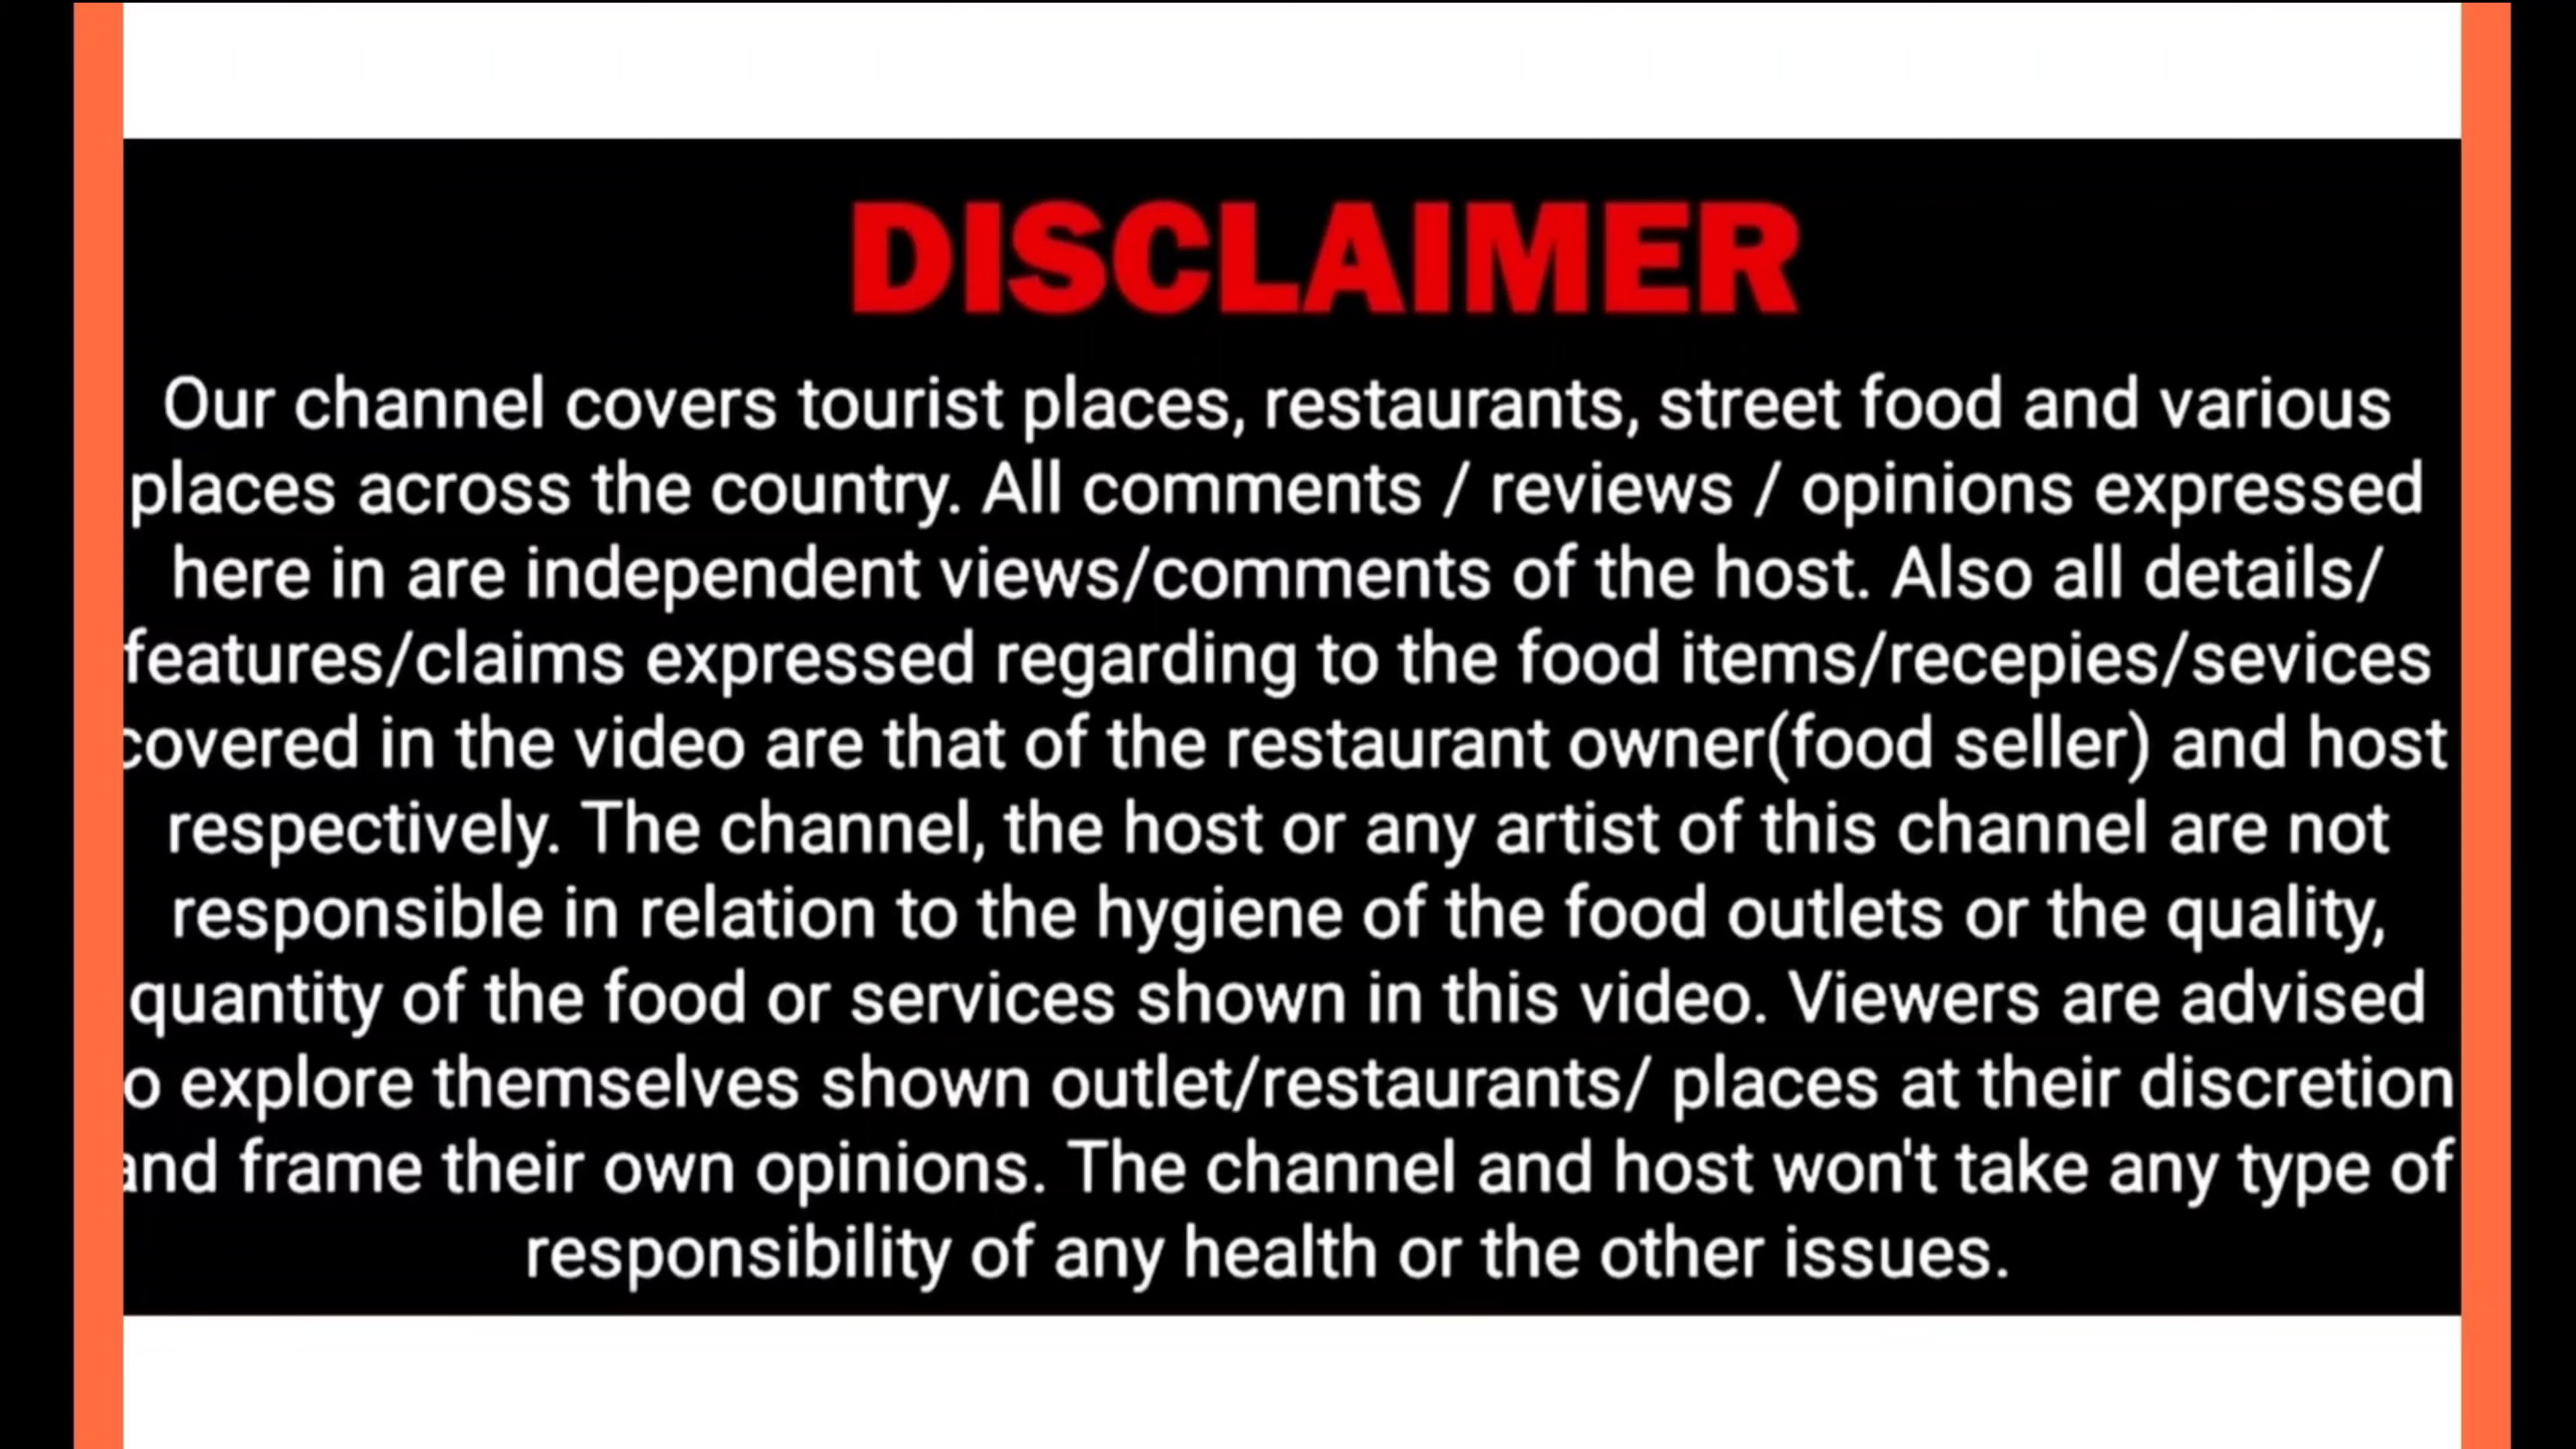 DISCLAIMER
Our channel covers tourist places, restaurants, street food and various
places across the country. All comments / reviews / opinions expressed
here in are independent views/comments of the host. Also all details/
features/claims expressed regarding to the food items/recepies/sevices
covered in the video are that of the restaurant owner(food seller) and host
respectively. The channel, the host or any artist of this channel are not
responsible in relation to the hygiene of the food outlets or the quality,
quantity of the food or services shown in this video. Viewers are advised
o explore themselves shown outlet/restaurants/ places at their discretion
and frame their own opinions. The channel and host won't take any type of
responsibility of any health or the other issues.